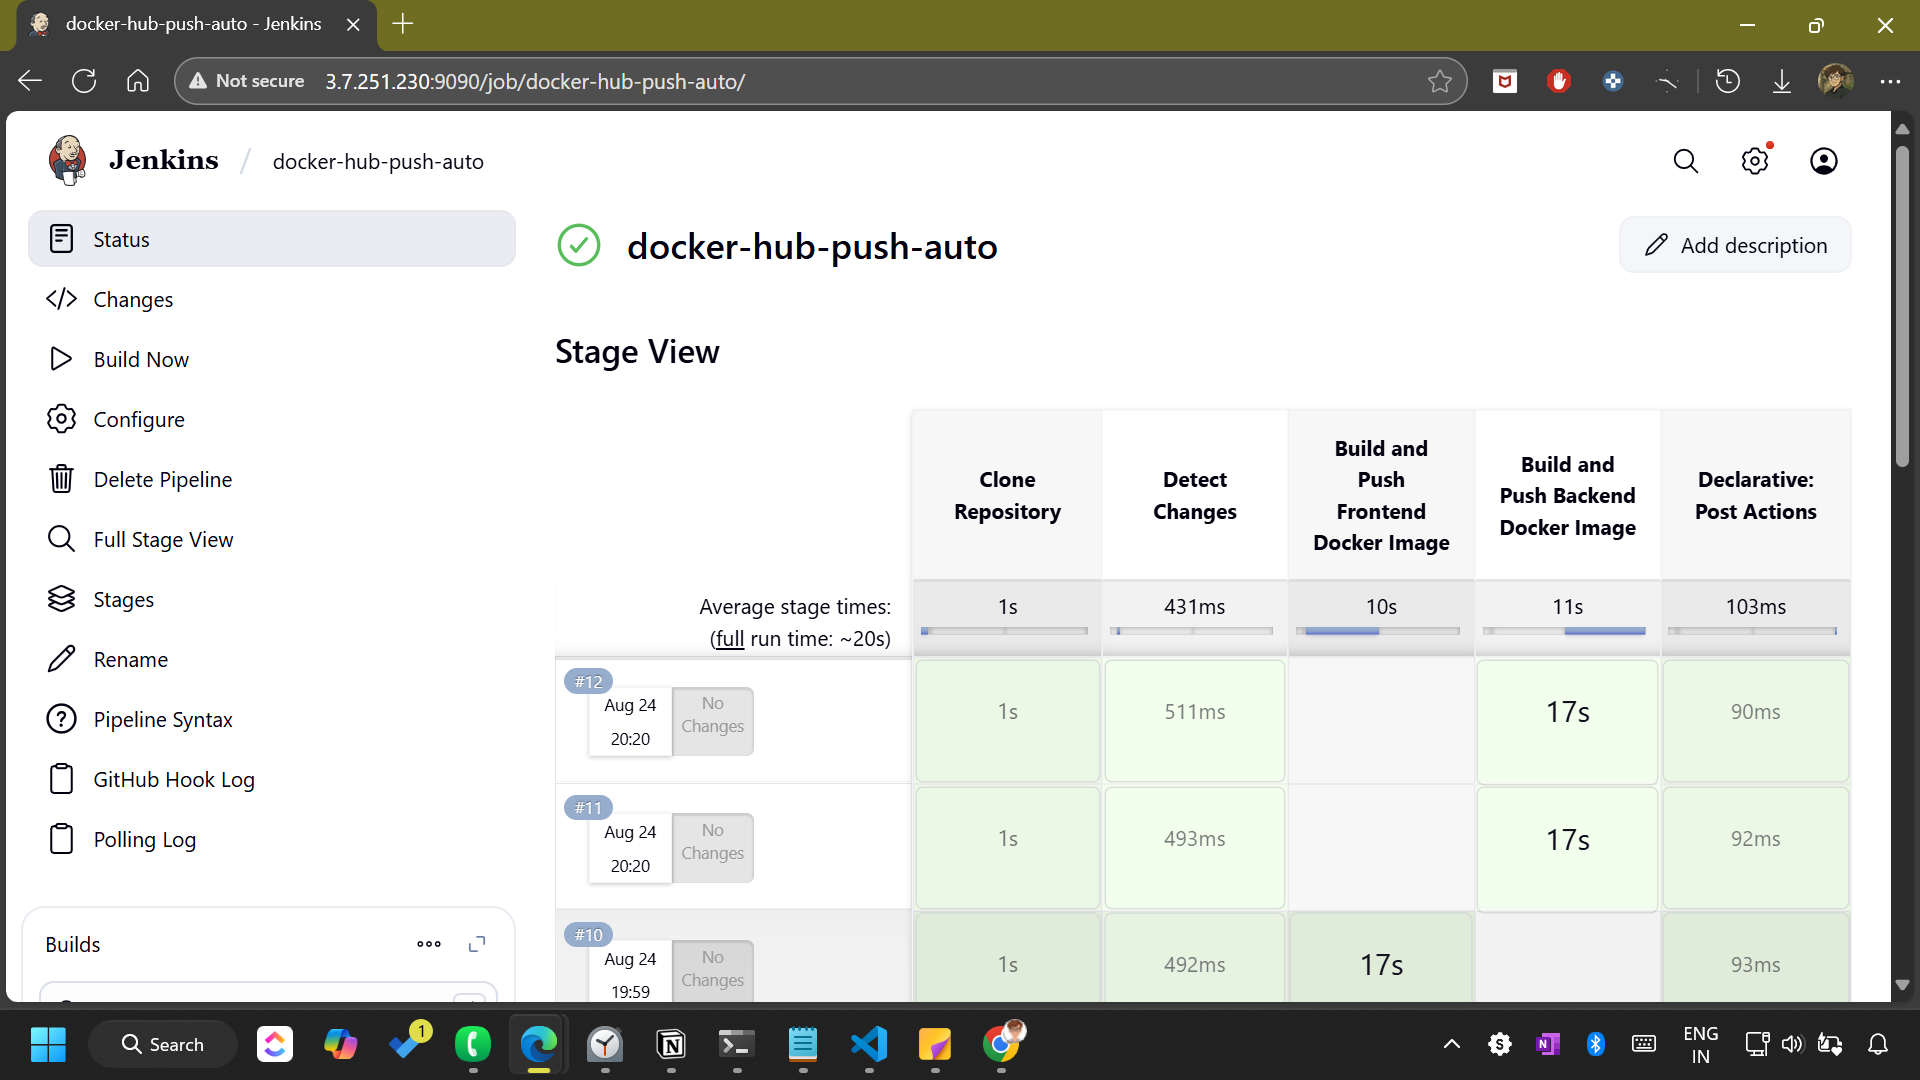 docker-hub-push-auto - Jenkins
Not secure 3.7.251.230:9090/job/docker-hub-push-auto/
Jenkins / docker-hub-push-auto
Status
Changes
Build Now
Configure
Delete Pipeline
Full Stage View
Stages
Rename
Pipeline Syntax
GitHub Hook Log
Polling Log
Builds
docker-hub-push-auto
Add description
Stage View
Clone
Repository
Detect
Changes
Build and
Push
Frontend
Docker Image
Build and
Push Backend
Docker Image
Declarative:
Post Actions
Average stage times:
(full run time: ~20s)
1s 431ms 10s 11s 103ms
#12
Aug 24
20:20
No
Changes
1s 511ms 17s 90ms
#11
Aug 24
20:20
No
Changes
1s 493ms 17s 92ms
#10
Aug 24
19:59
No
Changes
1s 492ms 17s 93ms
Search
1
ENG
IN